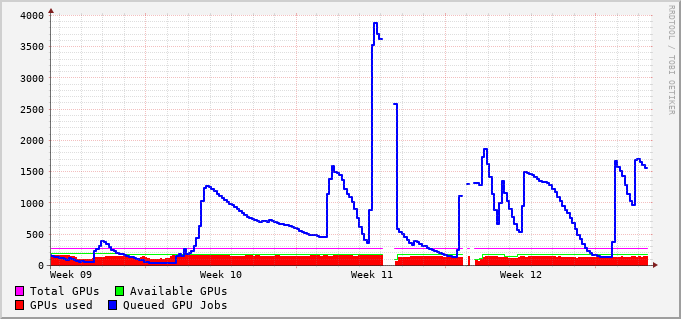 4000
3500
3000
2500
2000
1500
1000
500
0
Week 09 Week 10 Week 11 Week 12
Total GPUs Available GPUs
GPUs used Queued GPU Jobs
RRDTOOL / TOBI OETIKER